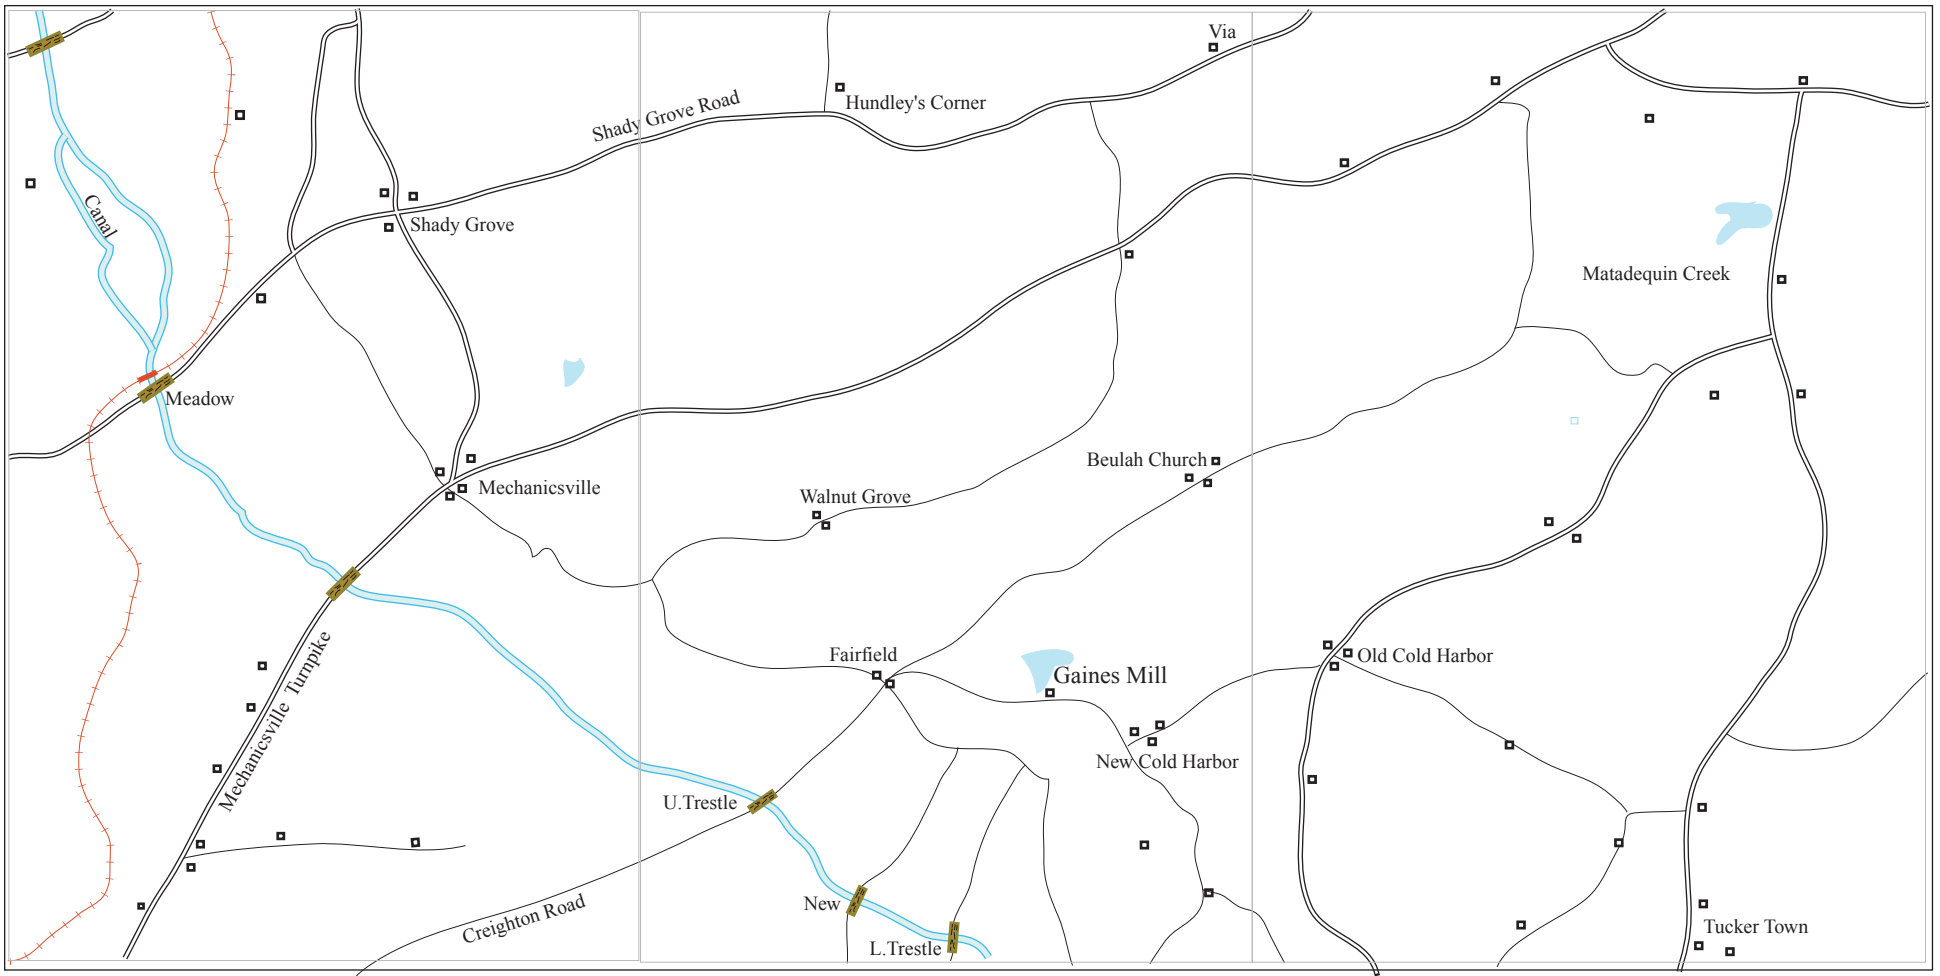 Via
Hundley's Corner
Shady Grove Road
Canal
Shady Grove
Matadequin Creek
Meadow
Beulah Church
Mechanicsville
Walnut Grove
Fairfield
Old Cold Harbor
Gaines Mill
Mechanicsville Turnpike
New Cold Harbor
U.Trestle
New
Creighton Road
Tucker Town
L.Trestle